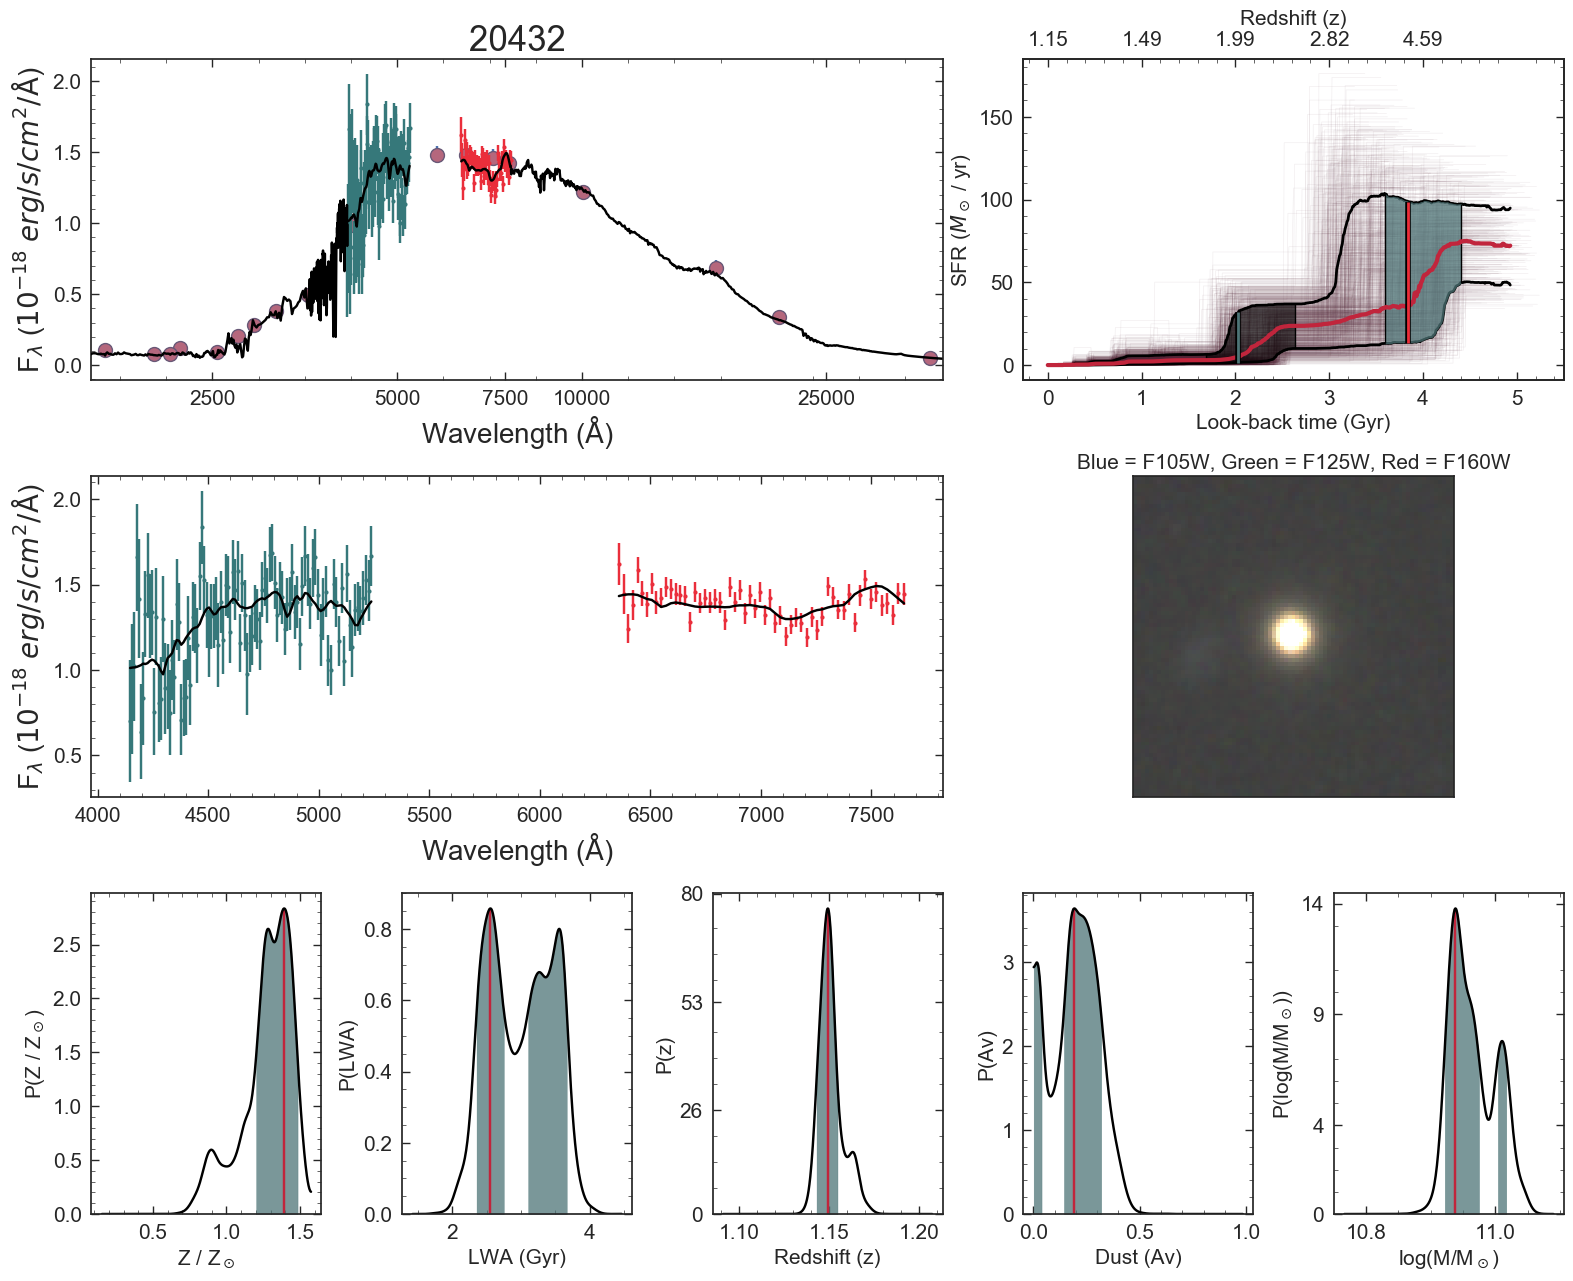 20432
F_λ (10^{-18} erg/s/cm^2/Å)
2.0
1.5
1.0
0.5
0.0
2500 5000 7500 10000 25000
Wavelength (Å)
Redshift (z)
1.15 1.49 1.99 2.82 4.59
SFR (M_⊙ / yr)
150
100
50
0
0 1 2 3 4 5
Look-back time (Gyr)
F_λ (10^{-18} erg/s/cm^2/Å)
2.0
1.5
1.0
0.5
4000 4500 5000 5500 6000 6500 7000 7500
Wavelength (Å)
Blue = F105W, Green = F125W, Red = F160W
P(Z / Z_⊙)
2.5
2.0
1.5
1.0
0.5
0.0
0.5 1.0 1.5
Z / Z_⊙
P(LWA)
0.8
0.6
0.4
0.2
0.0
2 4
LWA (Gyr)
P(z)
80
53
26
0
1.10 1.15 1.20
Redshift (z)
P(Av)
3
2
1
0
0.0 0.5 1.0
Dust (Av)
P(log(M/M_⊙))
14
9
4
0
10.8 11.0
log(M/M_⊙)